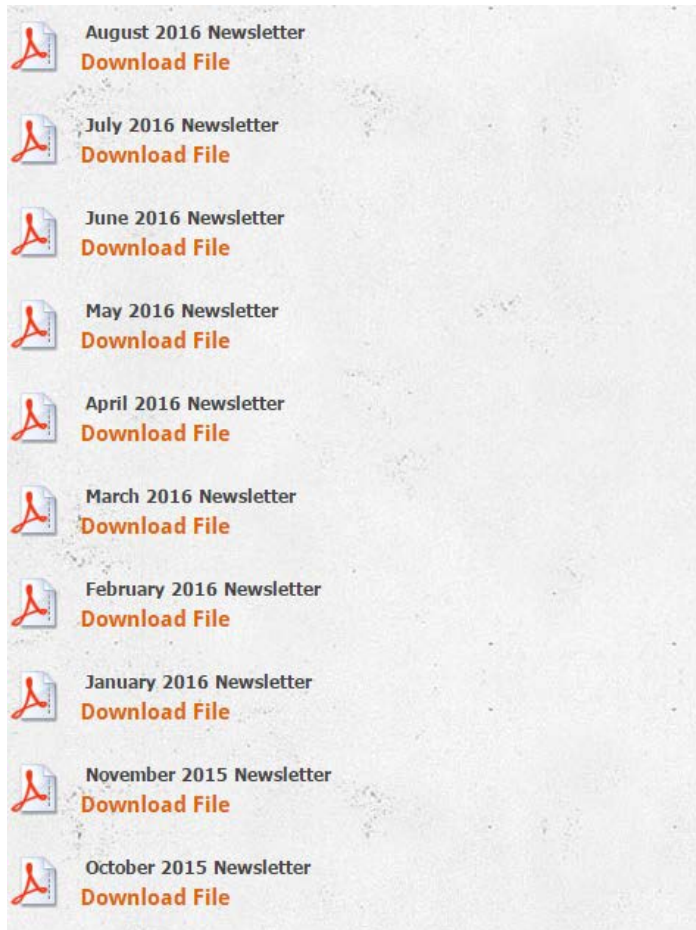 August 2016 Newsletter
Download File
July 2016 Newsletter
Download File
June 2016 Newsletter
Download File
May 2016 Newsletter
Download File
April 2016 Newsletter
Download File
March 2016 Newsletter
Download File
February 2016 Newsletter
Download File
January 2016 Newsletter
Download File
November 2015 Newsletter
Download File
October 2015 Newsletter
Download File